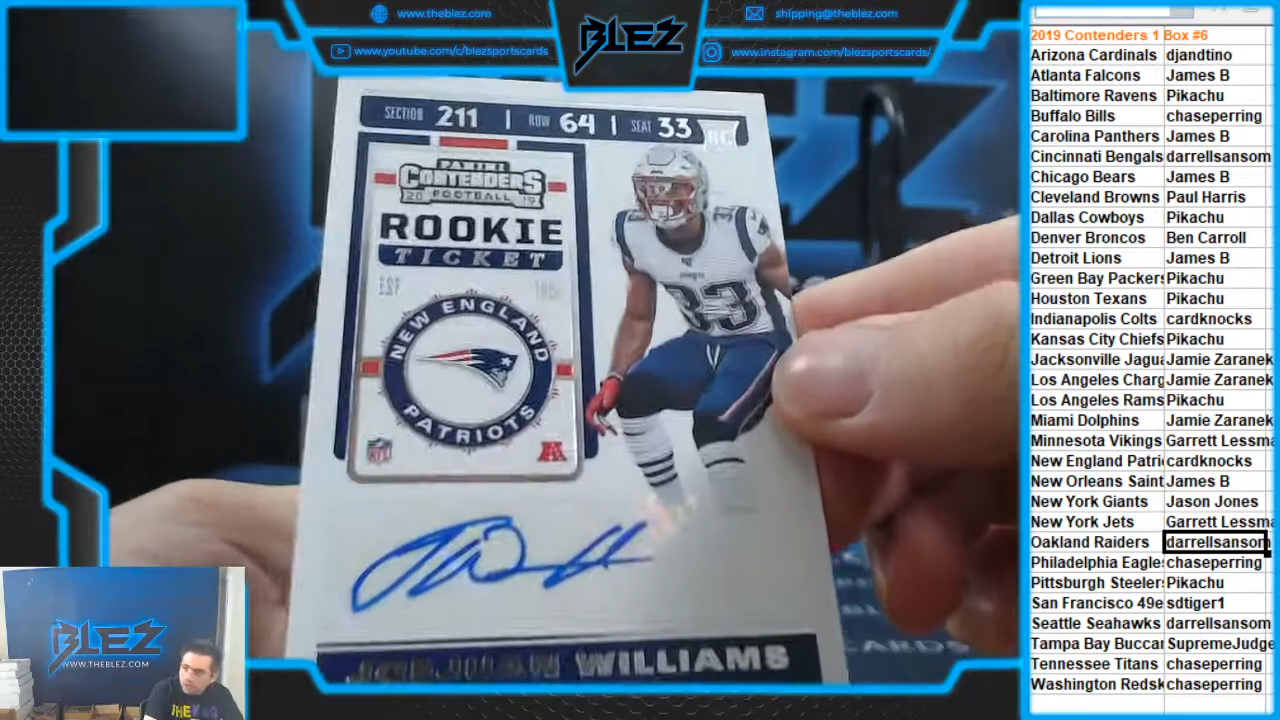 www.theblez.com
shipping@theblez.com
BLEZ
www.youtube.com/c/blezsportscards
www.instagram.com/blezsportscards/
SECTION 211 | ROW 64 | SEAT 33 RC
PANINI
CONTENDERS
20 FOOTBALL 19
ROOKIE
TICKET
NEW ENGLAND
PATRIOTS
NFL
33
WILLIAMS
BLEZ
WWW.THEBLEZ.COM
2019 Contenders 1 Box #6
Arizona Cardinals djandtino
Atlanta Falcons James B
Baltimore Ravens Pikachu
Buffalo Bills chaseperring
Carolina Panthers James B
Cincinnati Bengals darrellsansom
Chicago Bears James B
Cleveland Browns Paul Harris
Dallas Cowboys Pikachu
Denver Broncos Ben Carroll
Detroit Lions James B
Green Bay Packers Pikachu
Houston Texans Pikachu
Indianapolis Colts cardknocks
Kansas City Chiefs Pikachu
Jacksonville Jagua Jamie Zaranek
Los Angeles Charg Jamie Zaranek
Los Angeles Rams Pikachu
Miami Dolphins Jamie Zaranek
Minnesota Vikings Garrett Lessma
New England Patri cardknocks
New Orleans Saint James B
New York Giants Jason Jones
New York Jets Garrett Lessma
Oakland Raiders darrellsansom
Philadelphia Eagle chaseperring
Pittsburgh Steeler Pikachu
San Francisco 49e sdtiger1
Seattle Seahawks darrellsansom
Tampa Bay Buccar SupremeJudge
Tennessee Titans chaseperring
Washington Redsk chaseperring